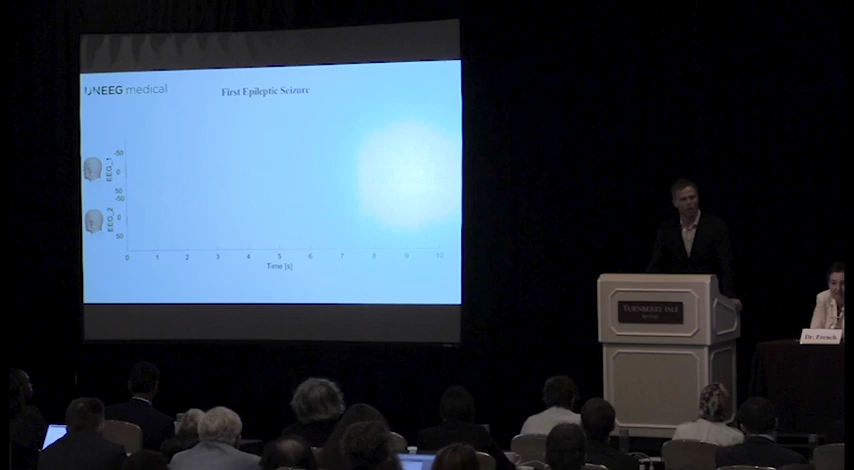 UNEEG medical
First Epileptic Seizure
EEG_1
-50
0
50
EEG_2
-50
0
50
0 1 2 3 4 5 6 7 8 9 10
Time [s]
TURNBERRY ISLE
Dr. French